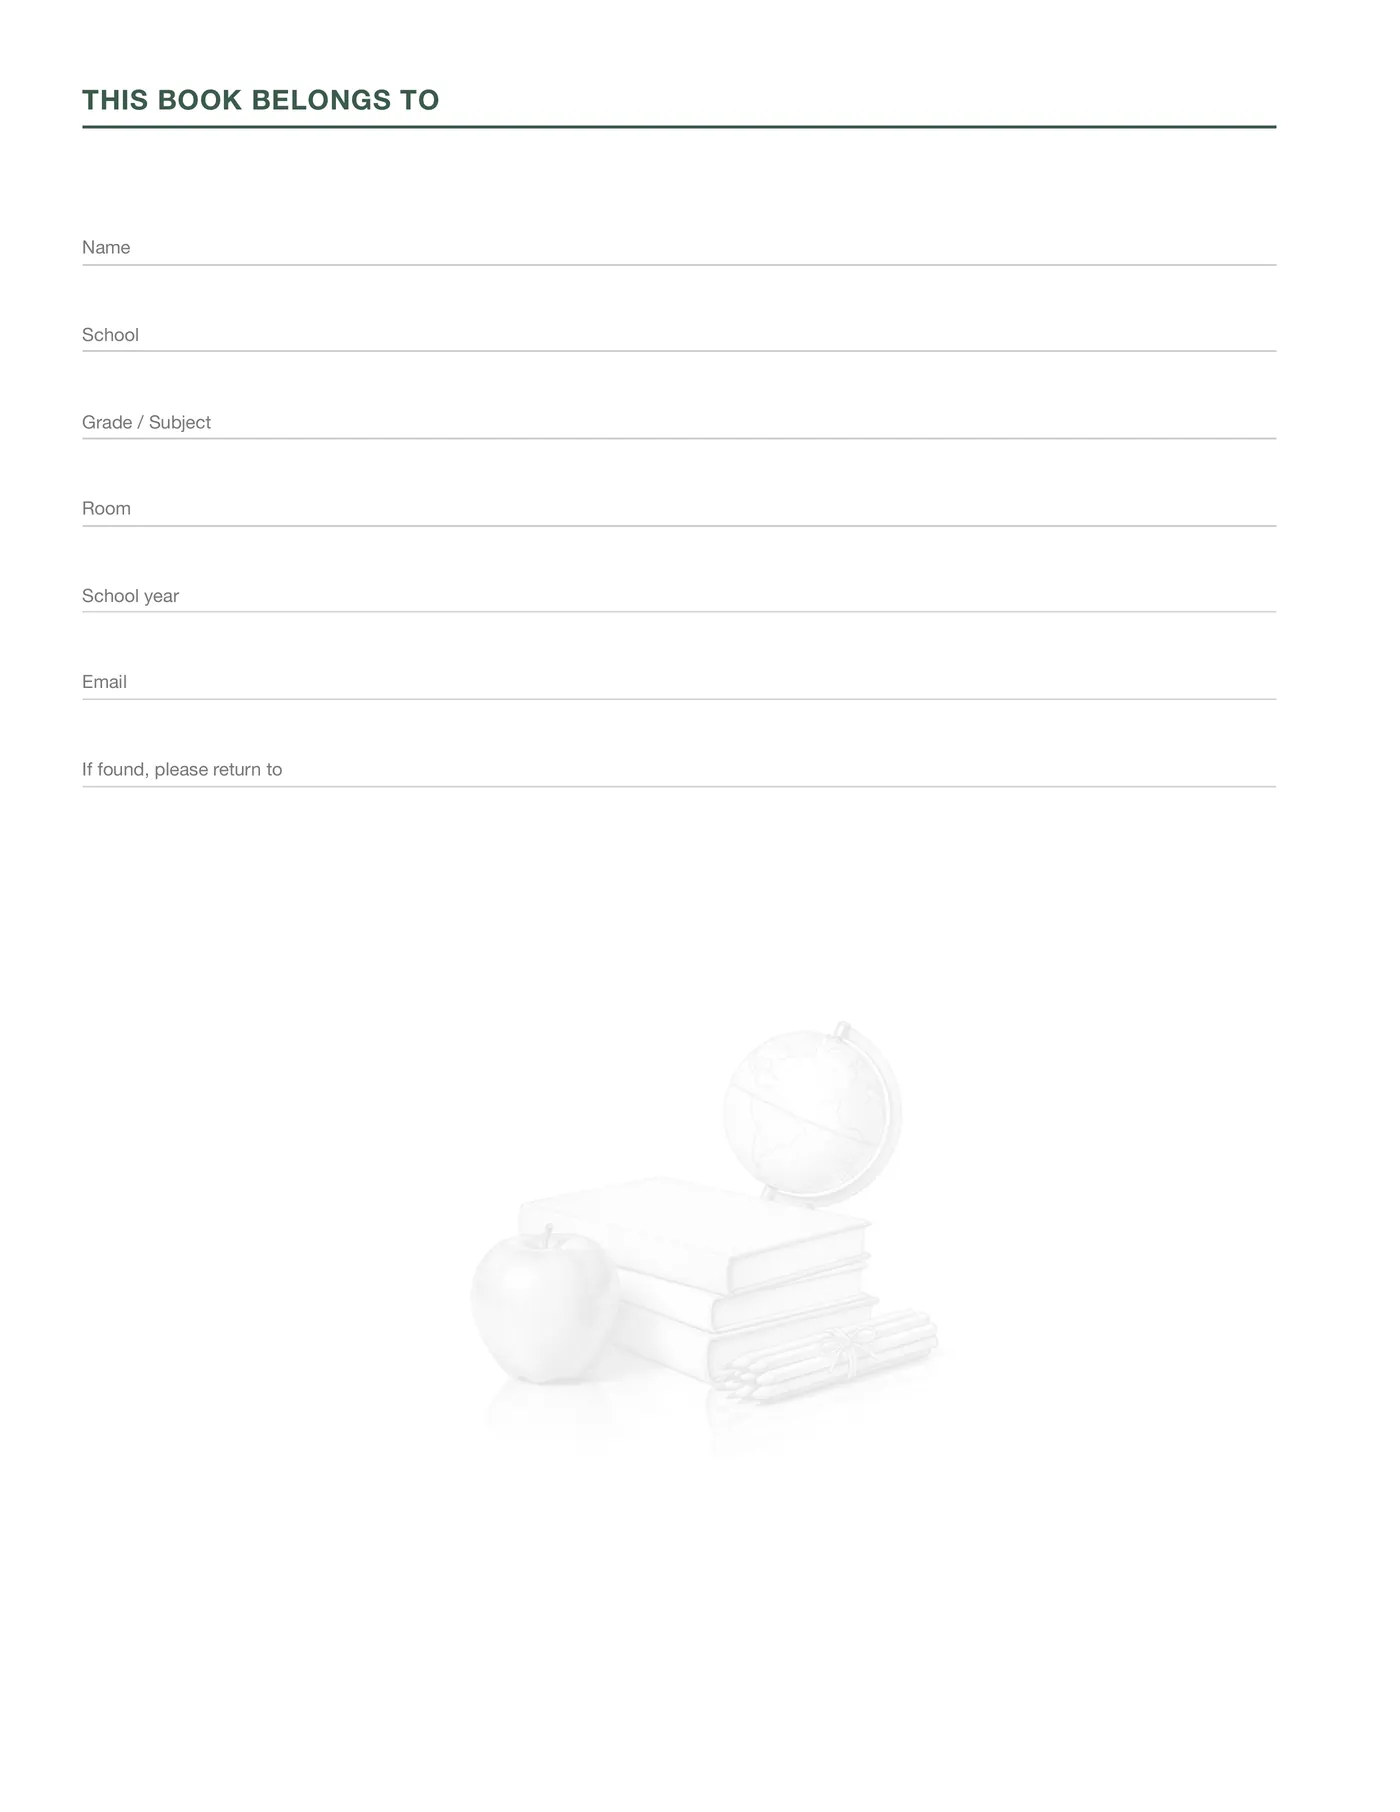 THIS BOOK BELONGS TO
Name
School
Grade / Subject
Room
School year
Email
If found, please return to